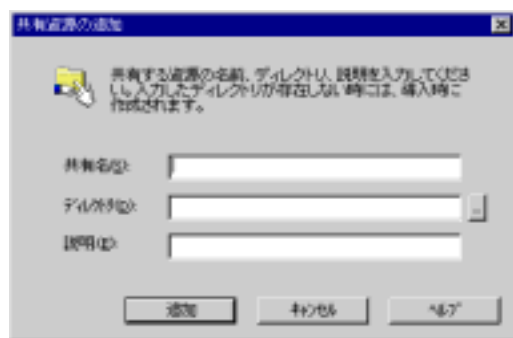 共有資源の追加
共有する資源の名前、ディレクトリ、説明を入力してくださ
い。入力したディレクトリが存在しない時には、導入時に
作成されます。
共有名(S):
ディレクトリ(D):
..
説明(E):
追加
キャンセル
ヘルプ